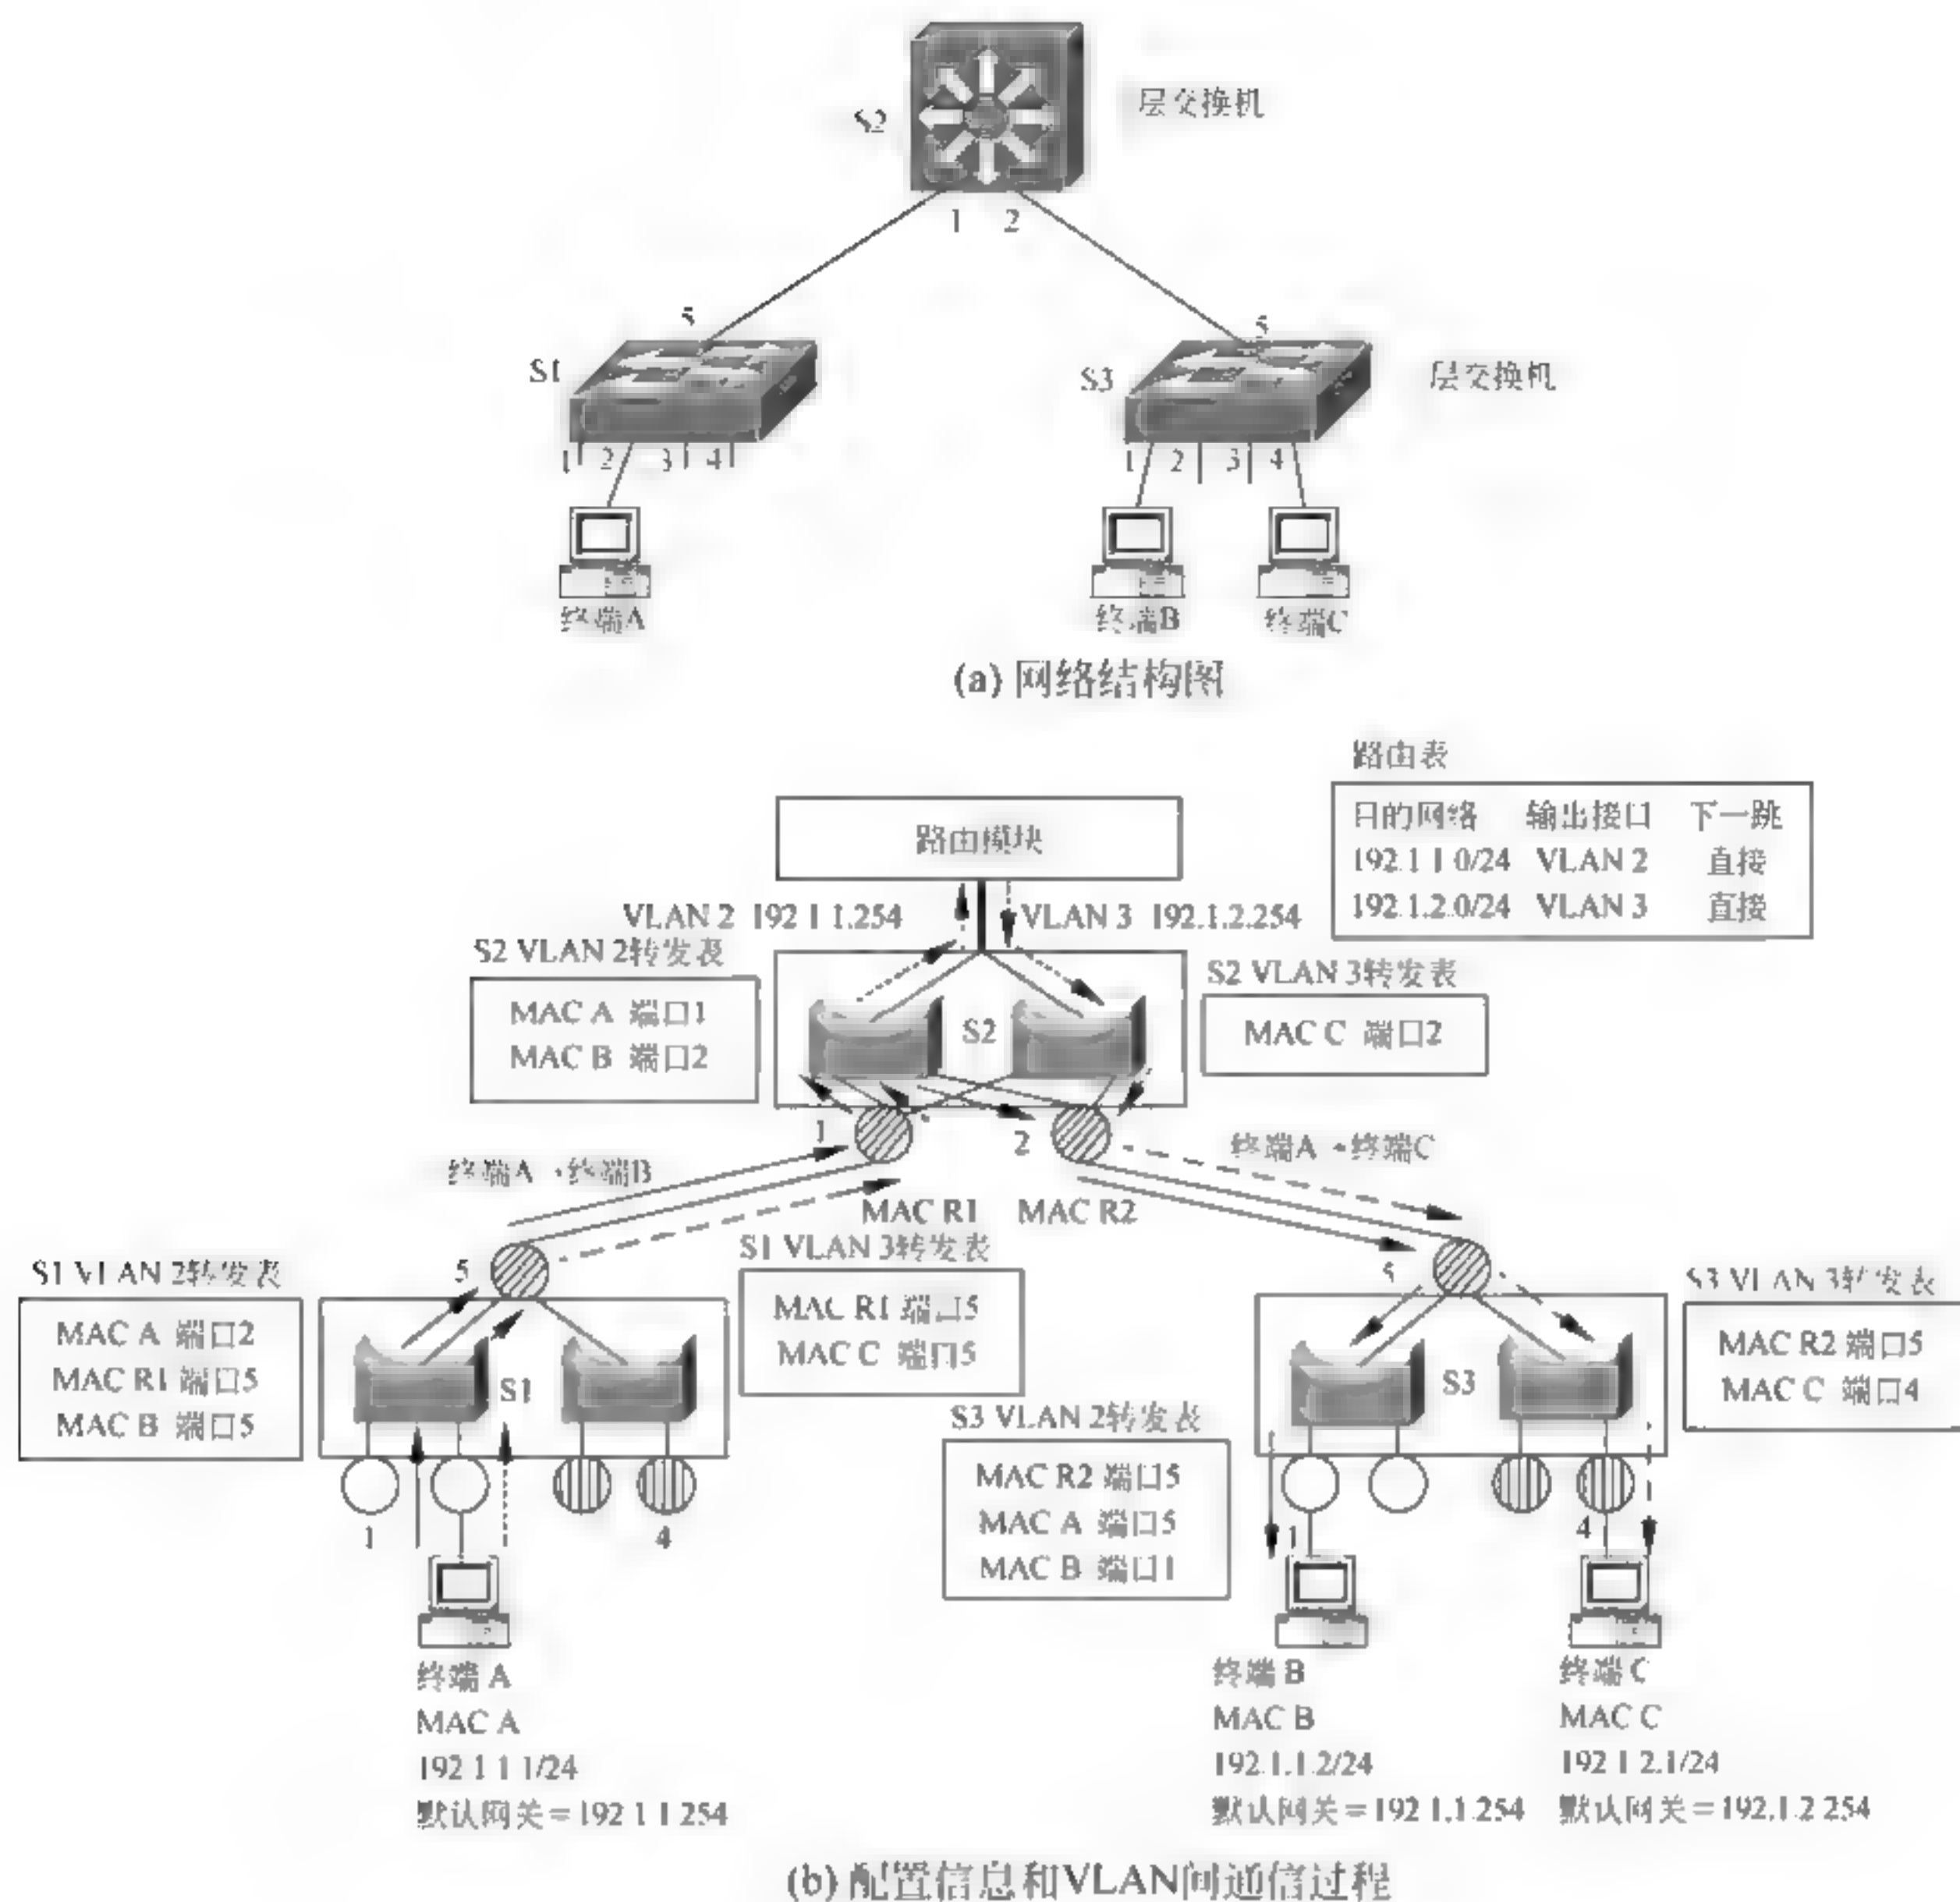 S2
层交换机
1 2
5
S1
1 2 3 4
5
S3
层交换机
1 2 3 4
终端A
终端B
终端C
(a) 网络结构图
路由表
目的网络 输出接口 下一跳
192.1 1 0/24 VLAN 2 直接
192.1.2.0/24 VLAN 3 直接
路由模块
VLAN 2 192 1 1.254
VLAN 3 192.1.2.254
S2 VLAN 2转发表
MAC A 端口1
MAC B 端口2
S2
S2 VLAN 3转发表
MAC C 端口2
1
2
终端A→终端B
终端A→终端C
MAC R1
MAC R2
S1 VLAN 2转发表
MAC A 端口2
MAC R1 端口5
MAC B 端口5
5
S1 VLAN 3转发表
MAC R1 端口5
MAC C 端口5
S1
1
4
S3 VLAN 2转发表
MAC R2 端口5
MAC A 端口5
MAC B 端口1
5
S3
S3 VLAN 3转发表
MAC R2 端口5
MAC C 端口4
1
4
终端 A
MAC A
192 1 1 1/24
默认网关=192 1 1 254
终端 B
MAC B
192.1.1 2/24
默认网关=192 1.1 254
终端 C
MAC C
192 1 2.1/24
默认网关=192.1.2 254
(b) 配置信息和VLAN间通信过程